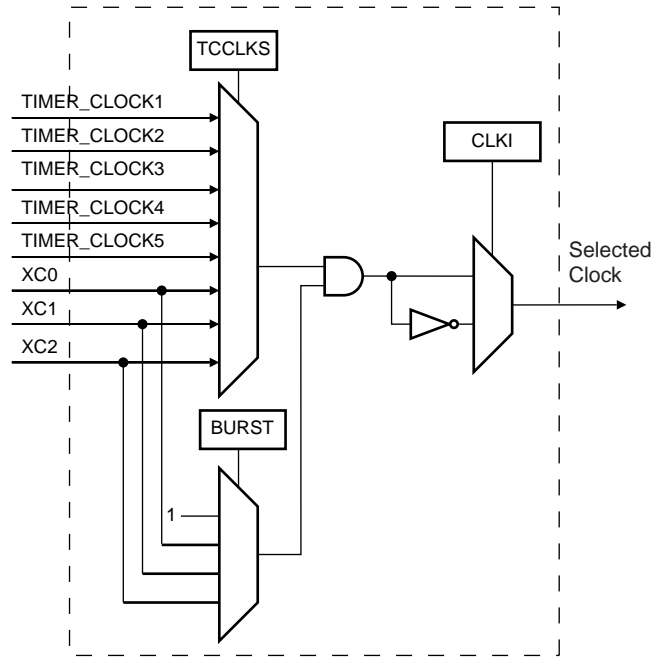 TCCLKS
TIMER_CLOCK1
TIMER_CLOCK2
TIMER_CLOCK3
TIMER_CLOCK4
TIMER_CLOCK5
XC0
XC1
XC2
CLKI
Selected
Clock
BURST
1